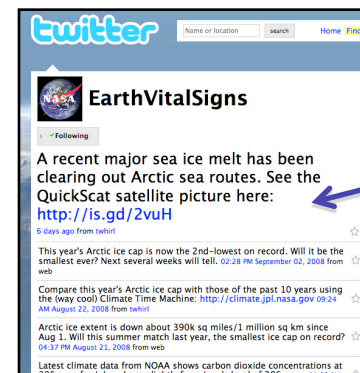 twitter
Name or location search Home Find
NASA
EarthVitalSigns
✓Following
A recent major sea ice melt has been
clearing out Arctic sea routes. See the
QuickScat satellite picture here:
http://is.gd/2vuH
6 days ago from twhirl
This year's Arctic ice cap is now the 2nd-lowest on record. Will it be the
smallest ever? Next several weeks will tell. 02:28 PM September 02, 2008 from
web
Compare this year's Arctic ice cap with those of the past 10 years using
the (way cool) Climate Time Machine: http://climate.jpl.nasa.gov 09:24
AM August 22, 2008 from twhirl
Arctic ice extent is down about 390k sq miles/1 million sq km since
Aug 1. Will this summer match last year, the smallest ice cap on record?
04:37 PM August 21, 2008 from web
Latest climate data from NOAA shows carbon dioxide concentrations at